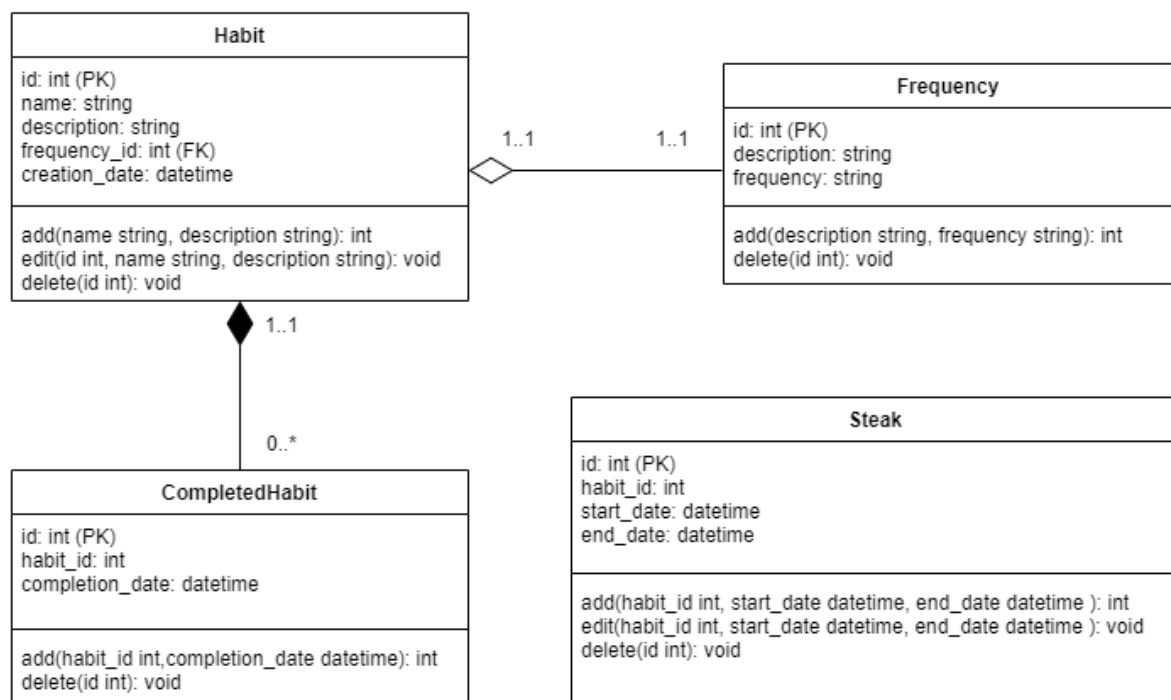 Habit
id: int (PK)
name: string
description: string
frequency_id: int (FK)
creation_date: datetime
add(name string, description string): int
edit(id int, name string, description string): void
delete(id int): void
1..1
1..1
Frequency
id: int (PK)
description: string
frequency: string
add(description string, frequency string): int
delete(id int): void
1..1
0..*
CompletedHabit
id: int (PK)
habit_id: int
completion_date: datetime
add(habit_id int,completion_date datetime): int
delete(id int): void
Steak
id: int (PK)
habit_id: int
start_date: datetime
end_date: datetime
add(habit_id int, start_date datetime, end_date datetime ): int
edit(habit_id int, start_date datetime, end_date datetime ): void
delete(id int): void